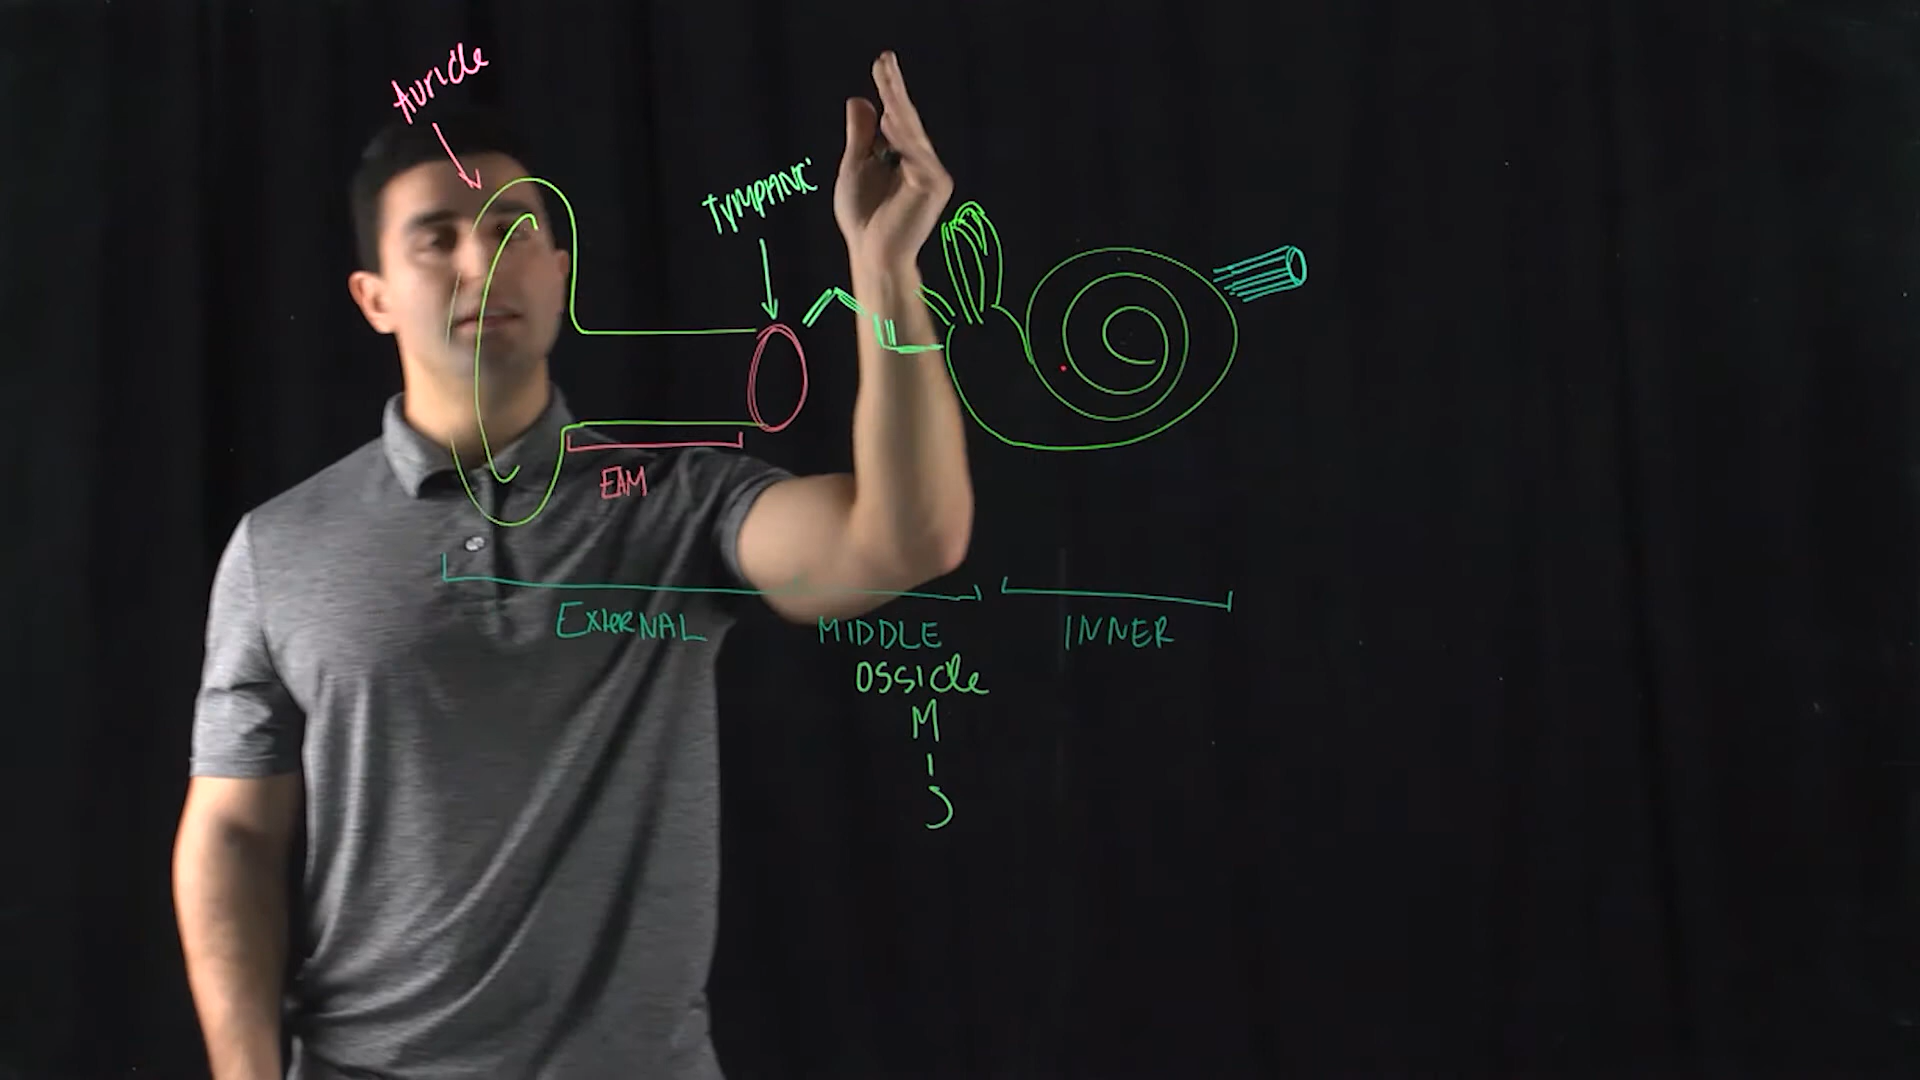 Auricle
TYMPANIC
EAM
EXterNAL
MIDDLE
INNER
OSSICle
M
I
S